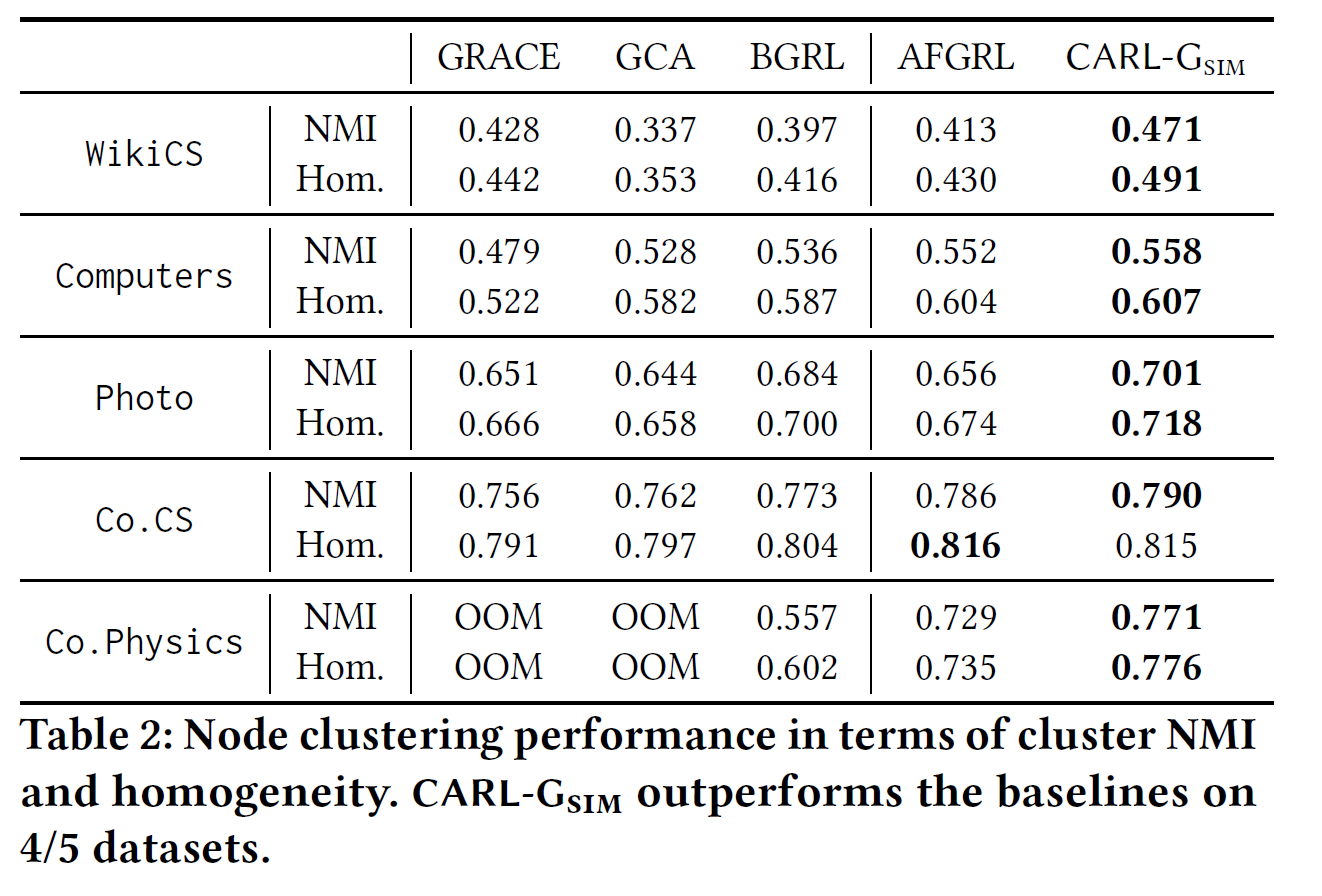 GRACE GCA BGRL AFGRL CARL-G_SIM
WikiCS NMI 0.428 0.337 0.397 0.413 0.471
Hom. 0.442 0.353 0.416 0.430 0.491
Computers NMI 0.479 0.528 0.536 0.552 0.558
Hom. 0.522 0.582 0.587 0.604 0.607
Photo NMI 0.651 0.644 0.684 0.656 0.701
Hom. 0.666 0.658 0.700 0.674 0.718
Co.CS NMI 0.756 0.762 0.773 0.786 0.790
Hom. 0.791 0.797 0.804 0.816 0.815
Co.Physics NMI OOM OOM 0.557 0.729 0.771
Hom. OOM OOM 0.602 0.735 0.776
Table 2: Node clustering performance in terms of cluster NMI
and homogeneity. CARL-G_SIM outperforms the baselines on
4/5 datasets.